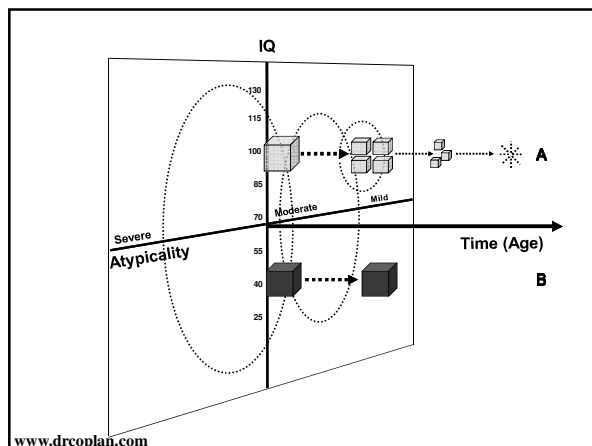 IQ
130
115
100
A
85
Mild
Moderate
70
Severe
Time (Age)
Atypicality
55
B
40
25
www.drcoplan.com